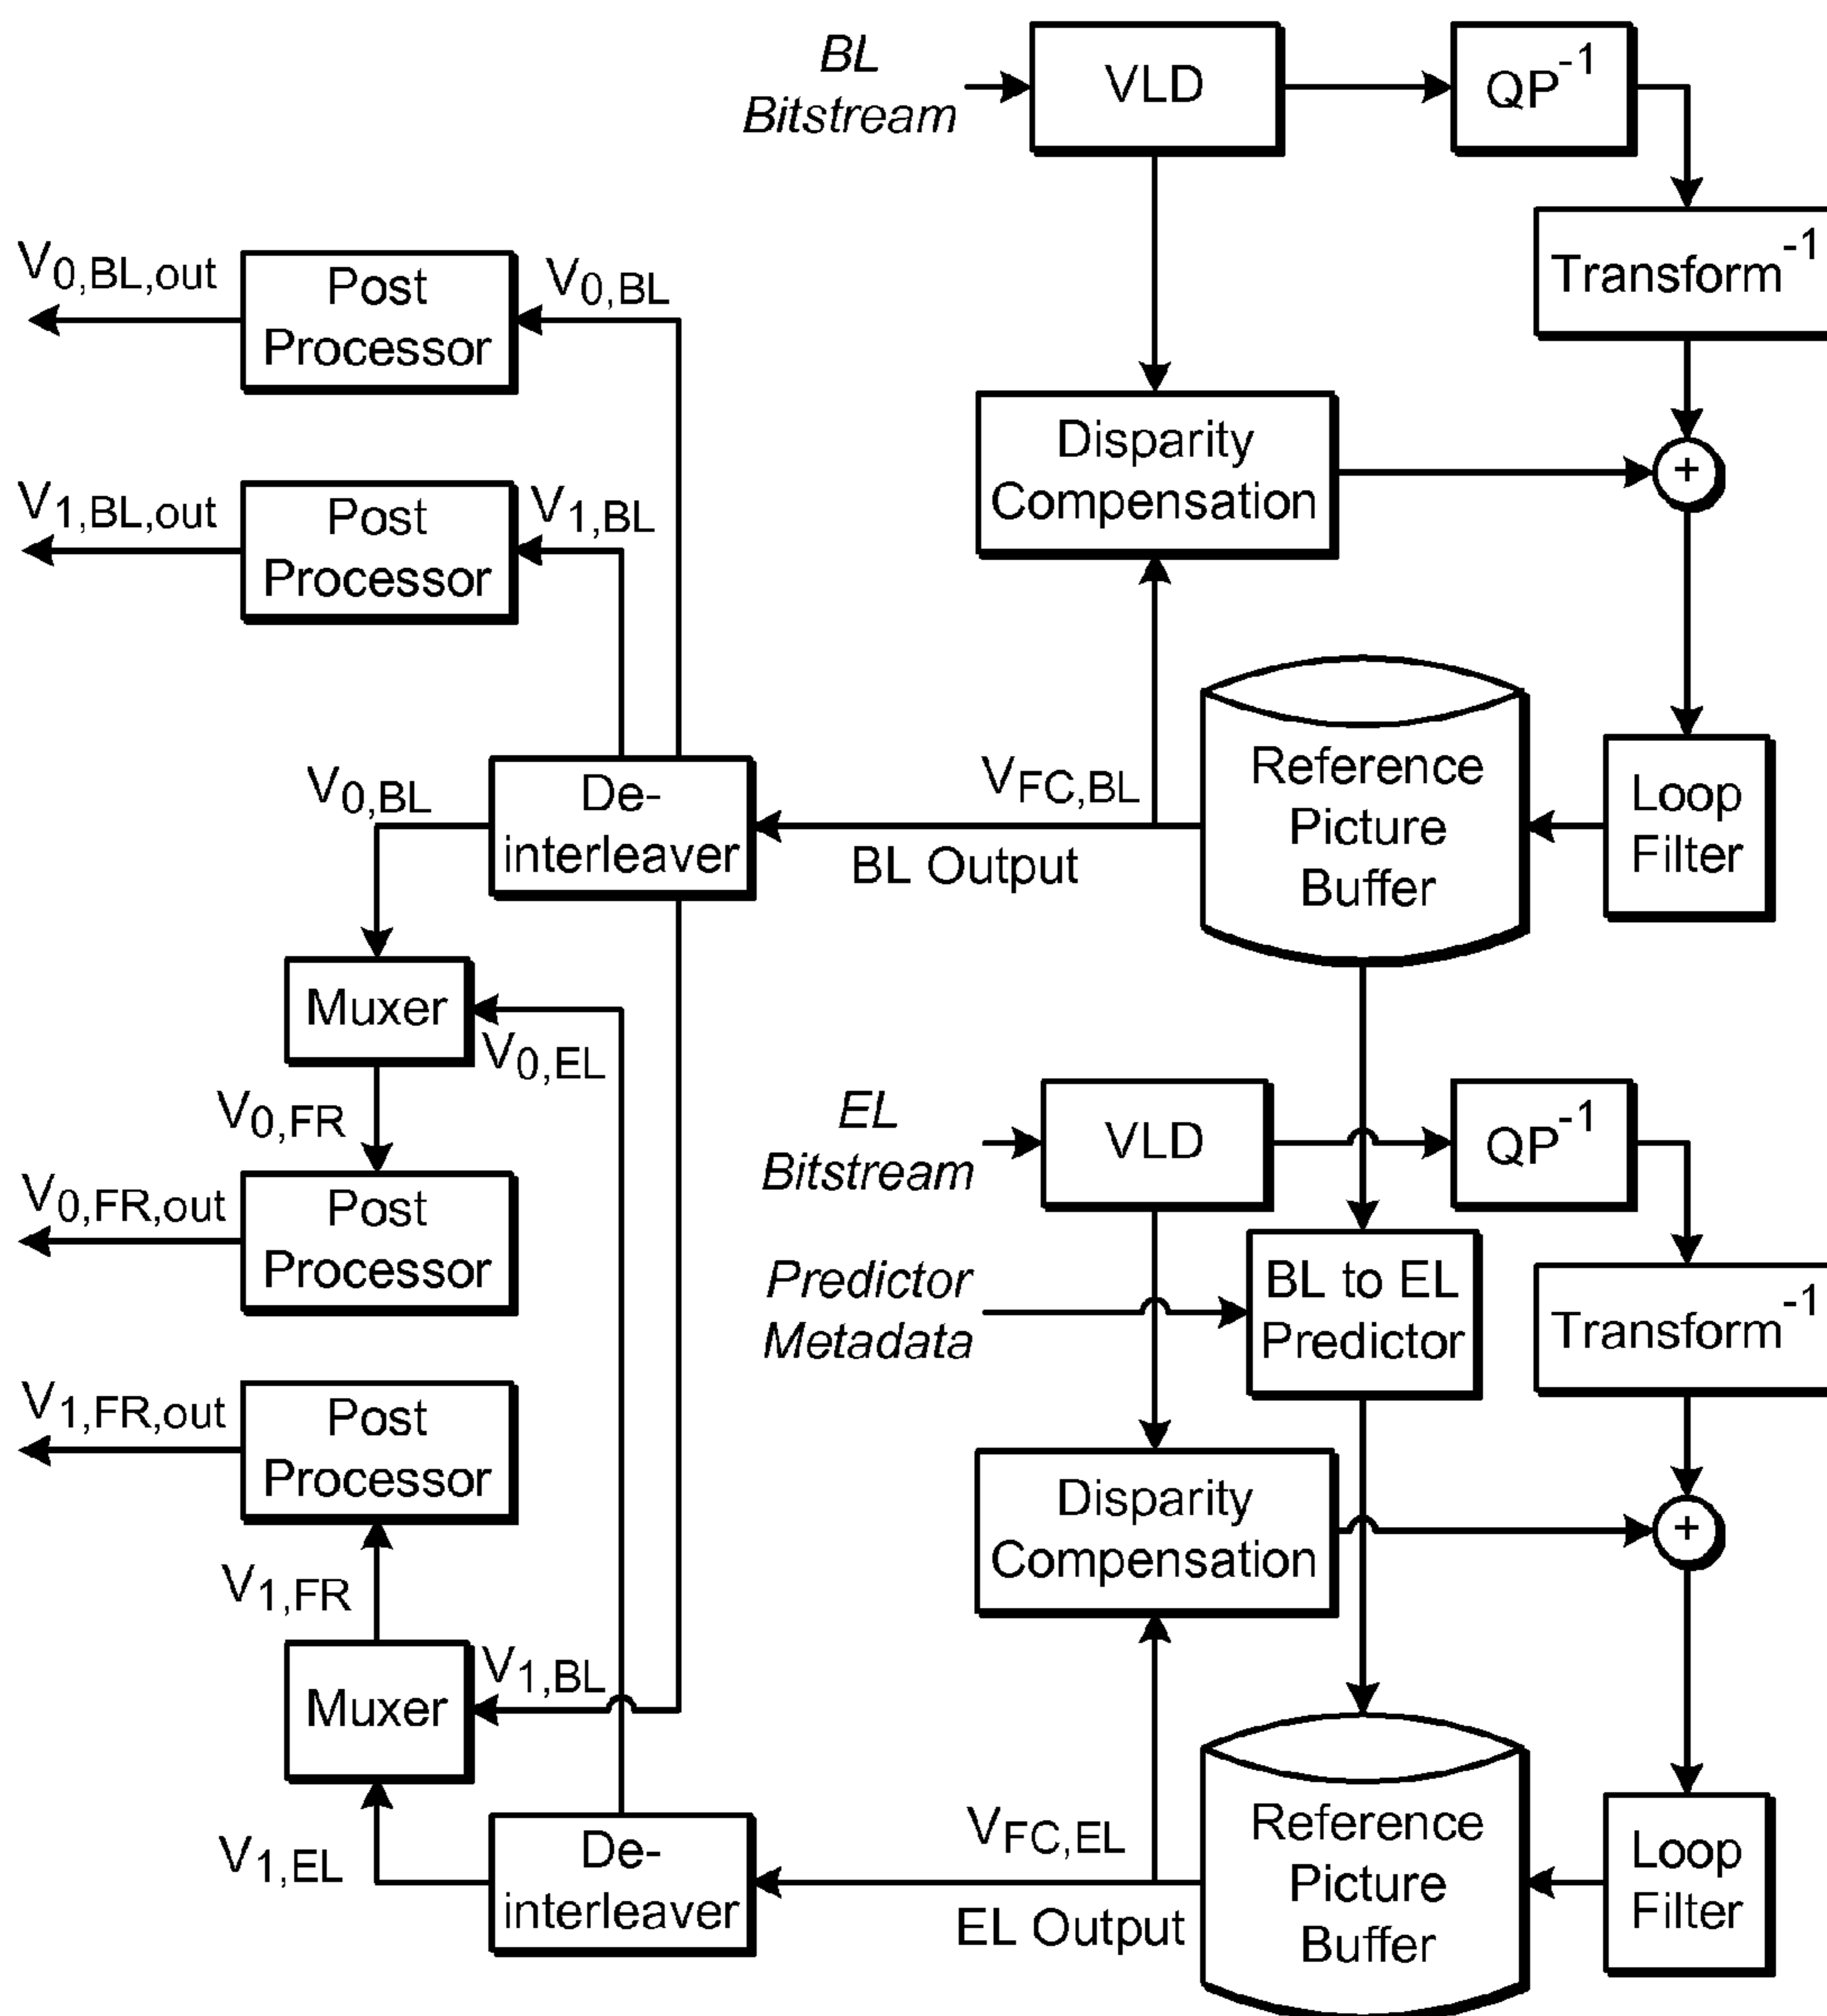 BL
Bitstream
VLD
QP-1
Transform-1
V0,BL,out
Post
Processor
V0,BL
Disparity
Compensation
+
V1,BL,out
Post
Processor
V1,BL
V0,BL
De-
interleaver
VFC,BL
BL Output
Reference
Picture
Buffer
Loop
Filter
Muxer
V0,EL
V0,FR
EL
Bitstream
VLD
QP-1
V0,FR,out
Post
Processor
Predictor
Metadata
BL to EL
Predictor
Transform-1
V1,FR,out
Post
Processor
Disparity
Compensation
+
V1,FR
Muxer
V1,BL
V1,EL
De-
interleaver
VFC,EL
EL Output
Reference
Picture
Buffer
Loop
Filter